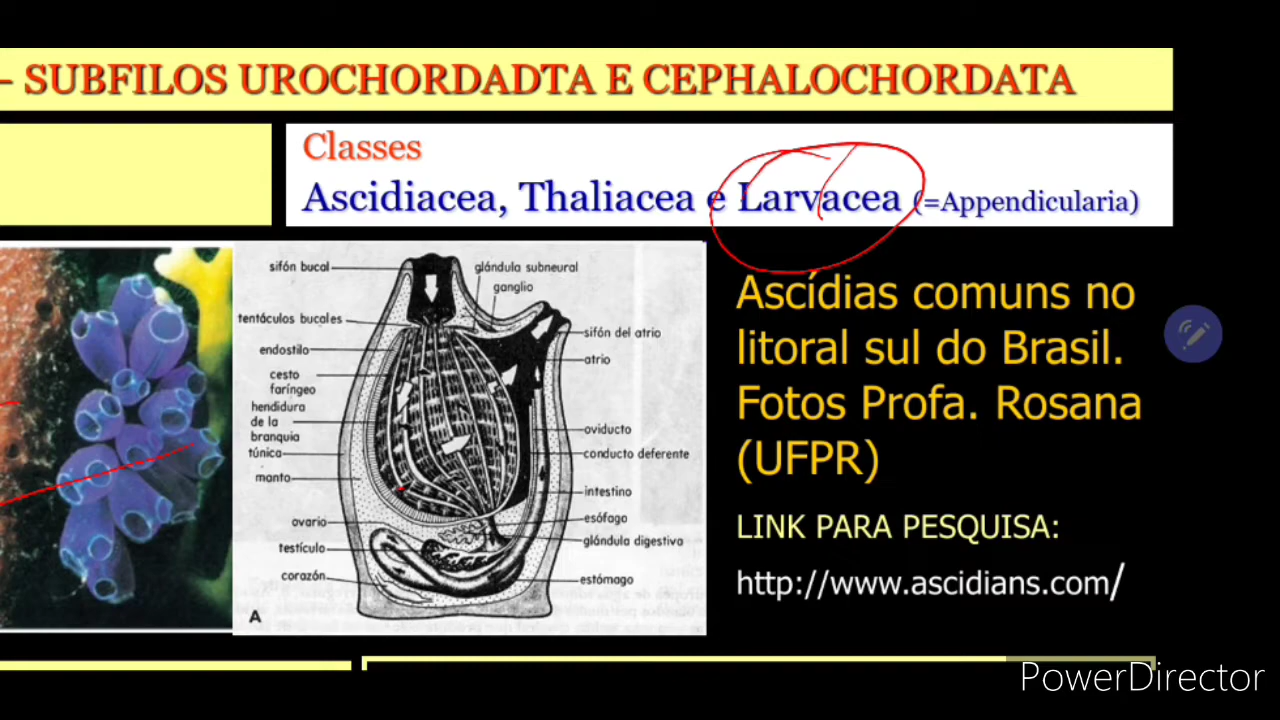 – SUBFILOS UROCHORDADTA E CEPHALOCHORDATA
Classes
Ascidiacea, Thaliacea e Larvacea (=Appendicularia)
sifón bucal
glándula subneural
ganglio
tentáculos bucales
sifón del atrio
endostilo
atrio
cesto
faríngeo
hendidura
de la
branquia
oviducto
túnica
conducto deferente
manto
intestino
ovario
esófago
testículo
glándula digestiva
corazón
estómago
A
Ascídias comuns no
litoral sul do Brasil.
Fotos Profa. Rosana
(UFPR)
LINK PARA PESQUISA:
http://www.ascidians.com/
PowerDirector